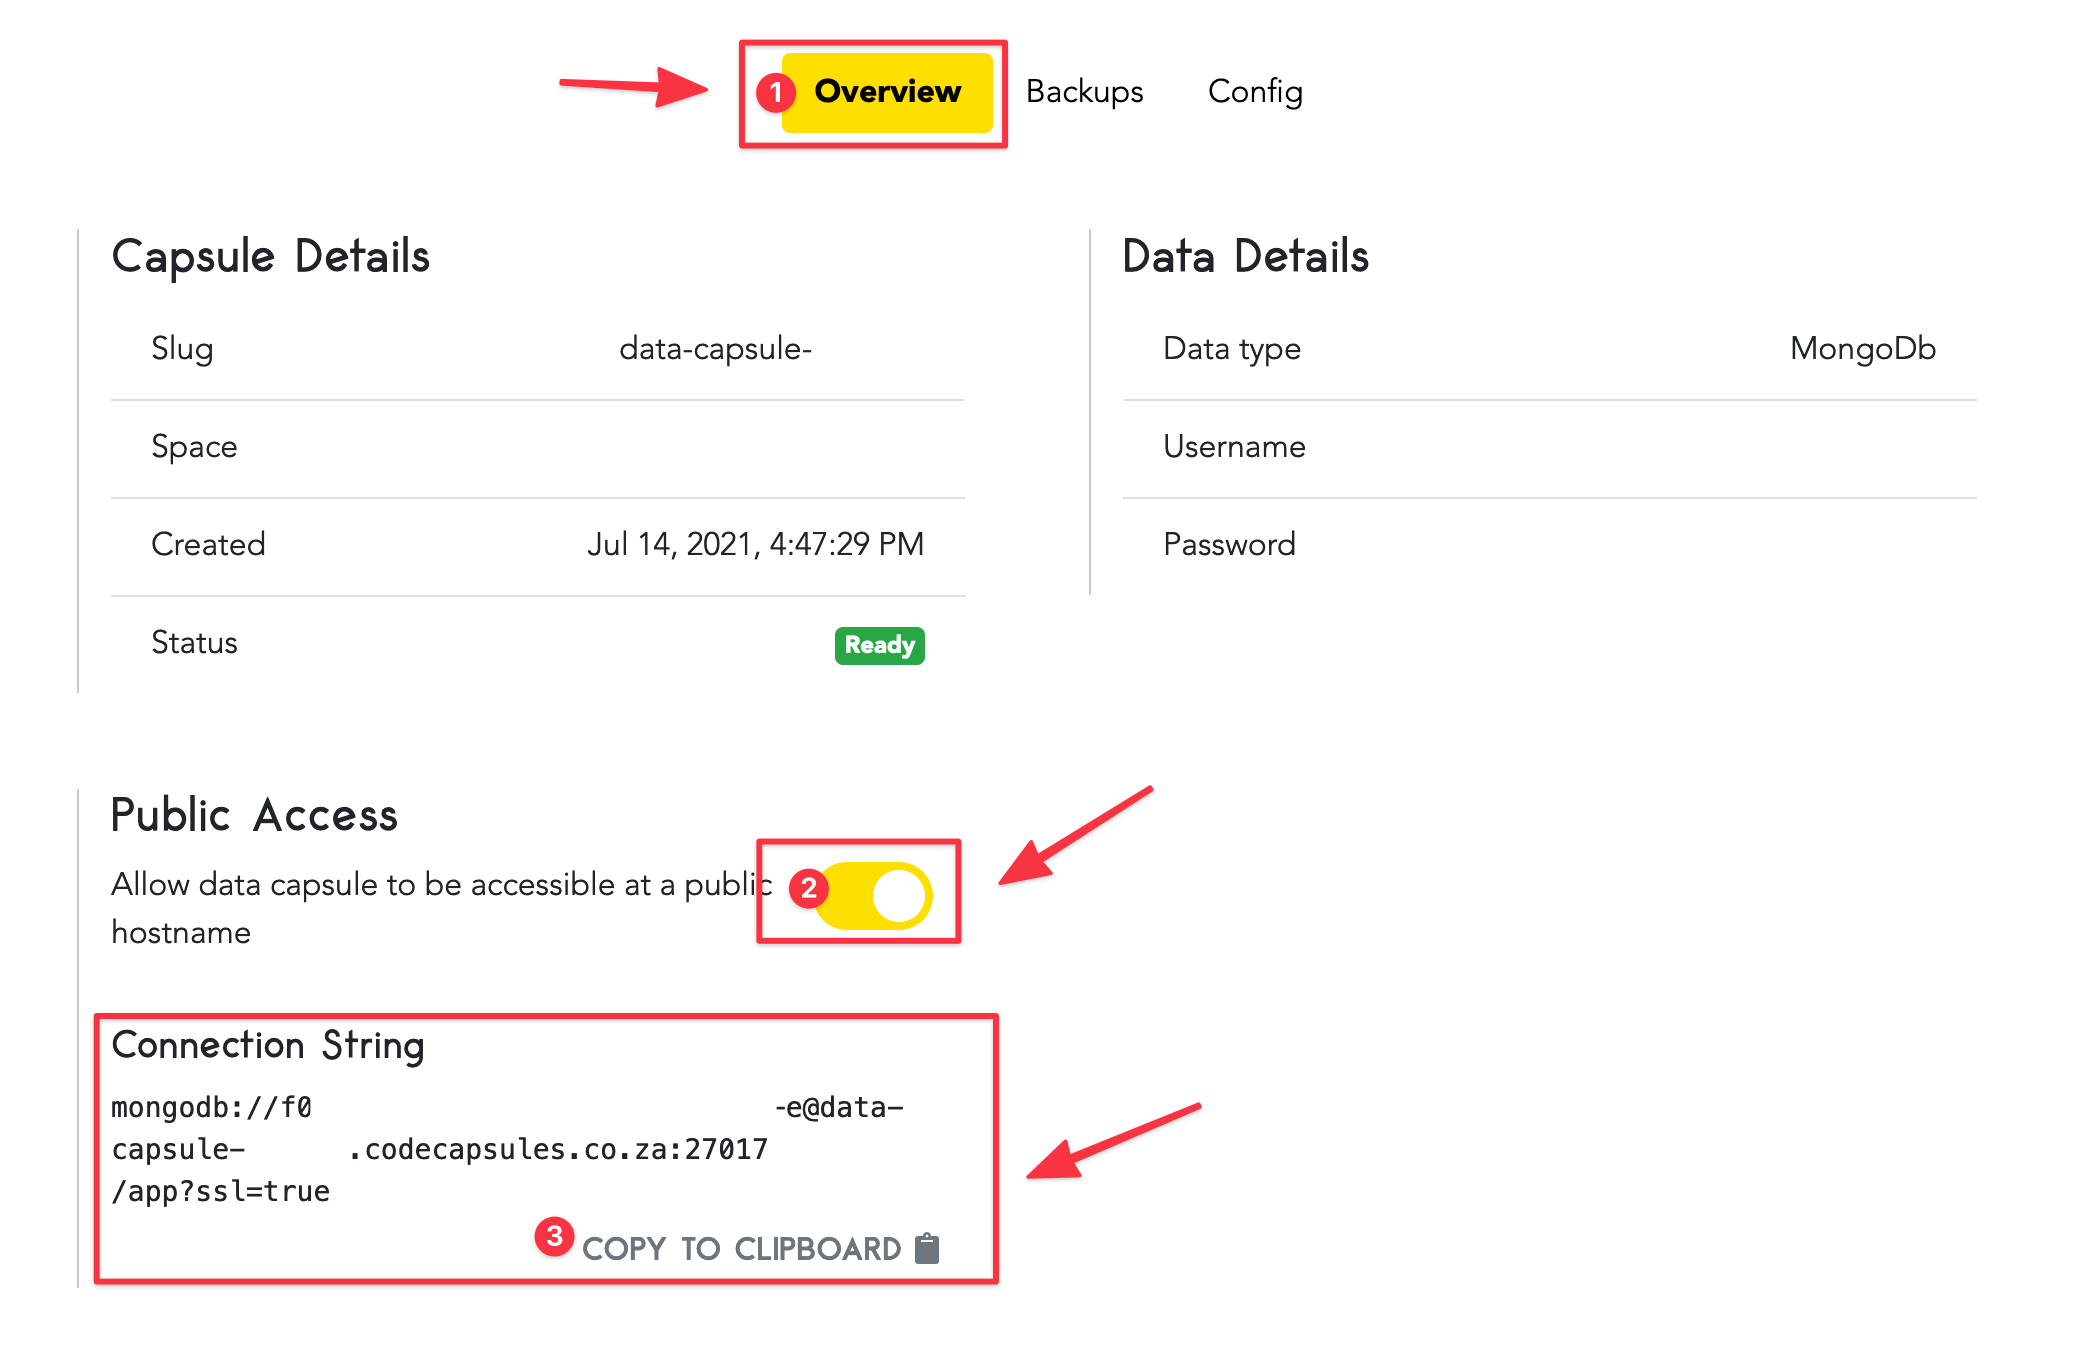 1 Overview Backups Config
Capsule Details
Slug data-capsule-
Space
Created Jul 14, 2021, 4:47:29 PM
Status Ready
Data Details
Data type MongoDb
Username
Password
Public Access
Allow data capsule to be accessible at a public
hostname
2
Connection String
mongodb://f0 -e@data-
capsule- .codecapsules.co.za:27017
/app?ssl=true
3 COPY TO CLIPBOARD